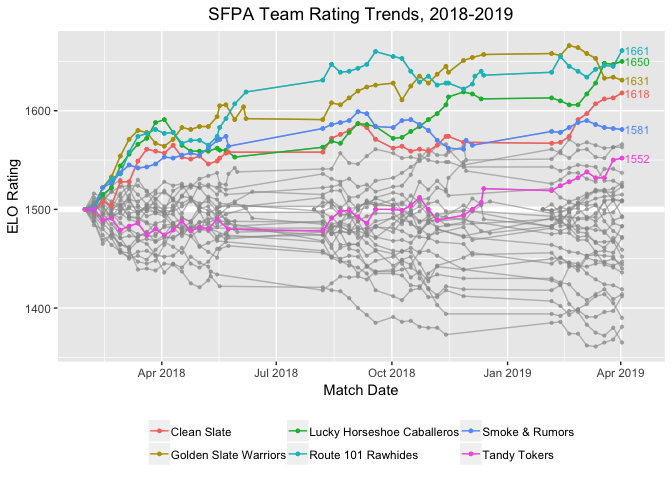 SFPA Team Rating Trends, 2018-2019
ELO Rating
1600
1500
1400
1661
1650
1631
1618
1581
1552
Apr 2018 Jul 2018 Oct 2018 Jan 2019 Apr 2019
Match Date
Clean Slate Lucky Horseshoe Caballeros Smoke & Rumors
Golden Slate Warriors Route 101 Rawhides Tandy Tokers